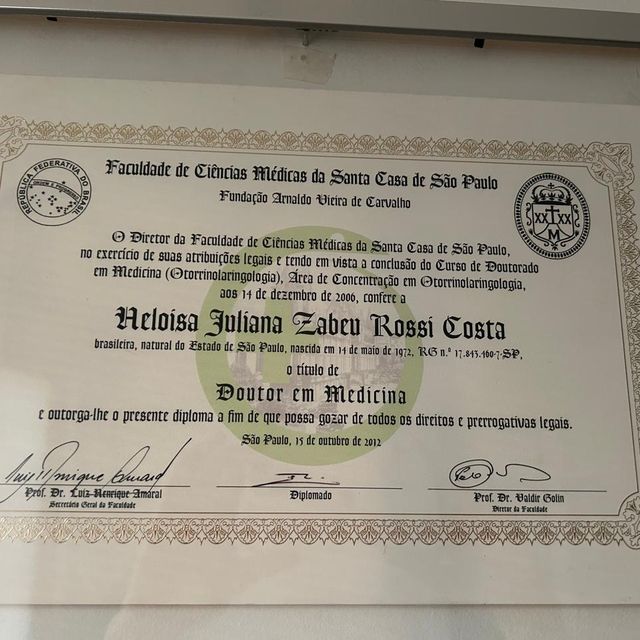 Faculdade de Ciências Médicas da Santa Casa de São Paulo
Fundação Arnaldo Vieira de Carvalho
REPÚBLICA FEDERATIVA DO BRASIL
XX XX
M
O Diretor da Faculdade de Ciências Médicas da Santa Casa de São Paulo,
no exercício de suas atribuições legais e tendo em vista a conclusão do Curso de Doutorado
em Medicina (Otorrinolaringologia), Área de Concentração em Otorrinolaringologia,
aos 14 de dezembro de 2006, confere a
Heloisa Juliana Zabeu Rossi Costa
brasileira, natural do Estado de São Paulo, nascida em 14 de maio de 1972, RG n.º 17.843.460-7-SP,
o título de
Doutor em Medicina
e outorga-lhe o presente diploma a fim de que possa gozar de todos os direitos e prerrogativas legais.
São Paulo, 15 de outubro de 2012
Prof. Dr. Luiz Henrique Amaral
Secretário Geral da Faculdade
Diplomado
Prof. Dr. Valdir Golin
Diretor da Faculdade